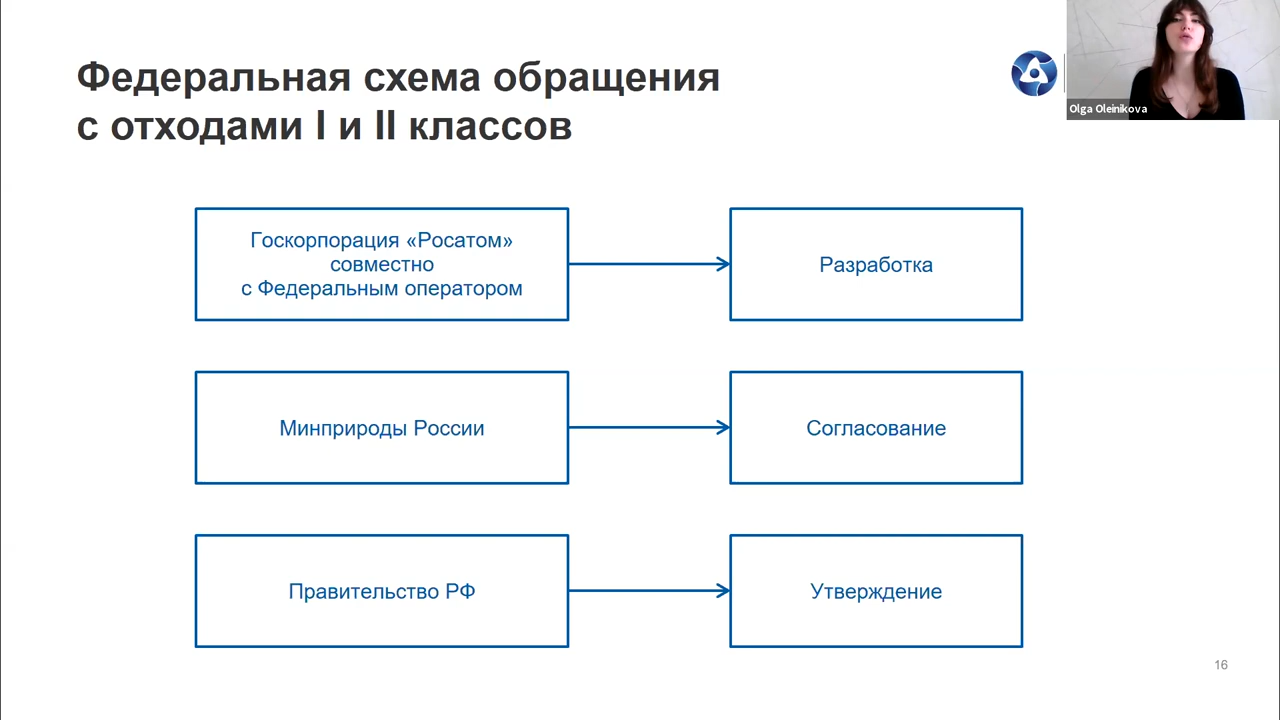 Федеральная схема обращения
с отходами I и II классов
Olga Oleinikova
Госкорпорация «Росатом»
совместно
с Федеральным оператором
Разработка
Минприроды России
Согласование
Правительство РФ
Утверждение
16